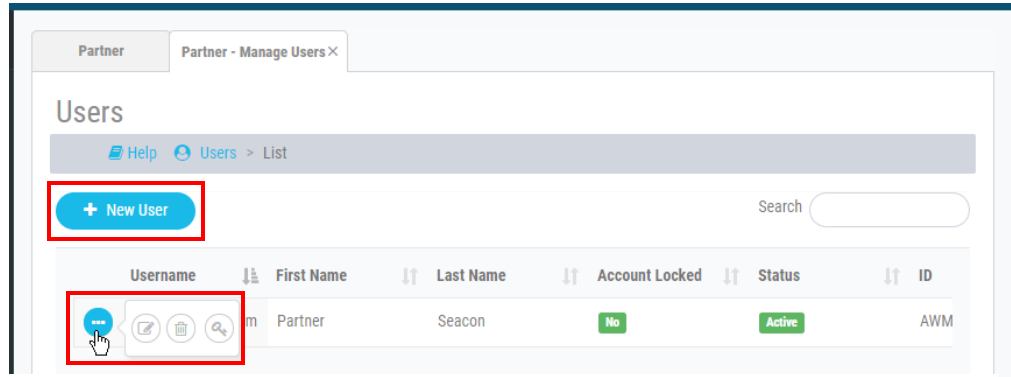 Partner Partner - Manage Users ×
Users
Help Users > List
+ New User Search
Username First Name Last Name Account Locked Status ID
m Partner Seacon No Active AWM